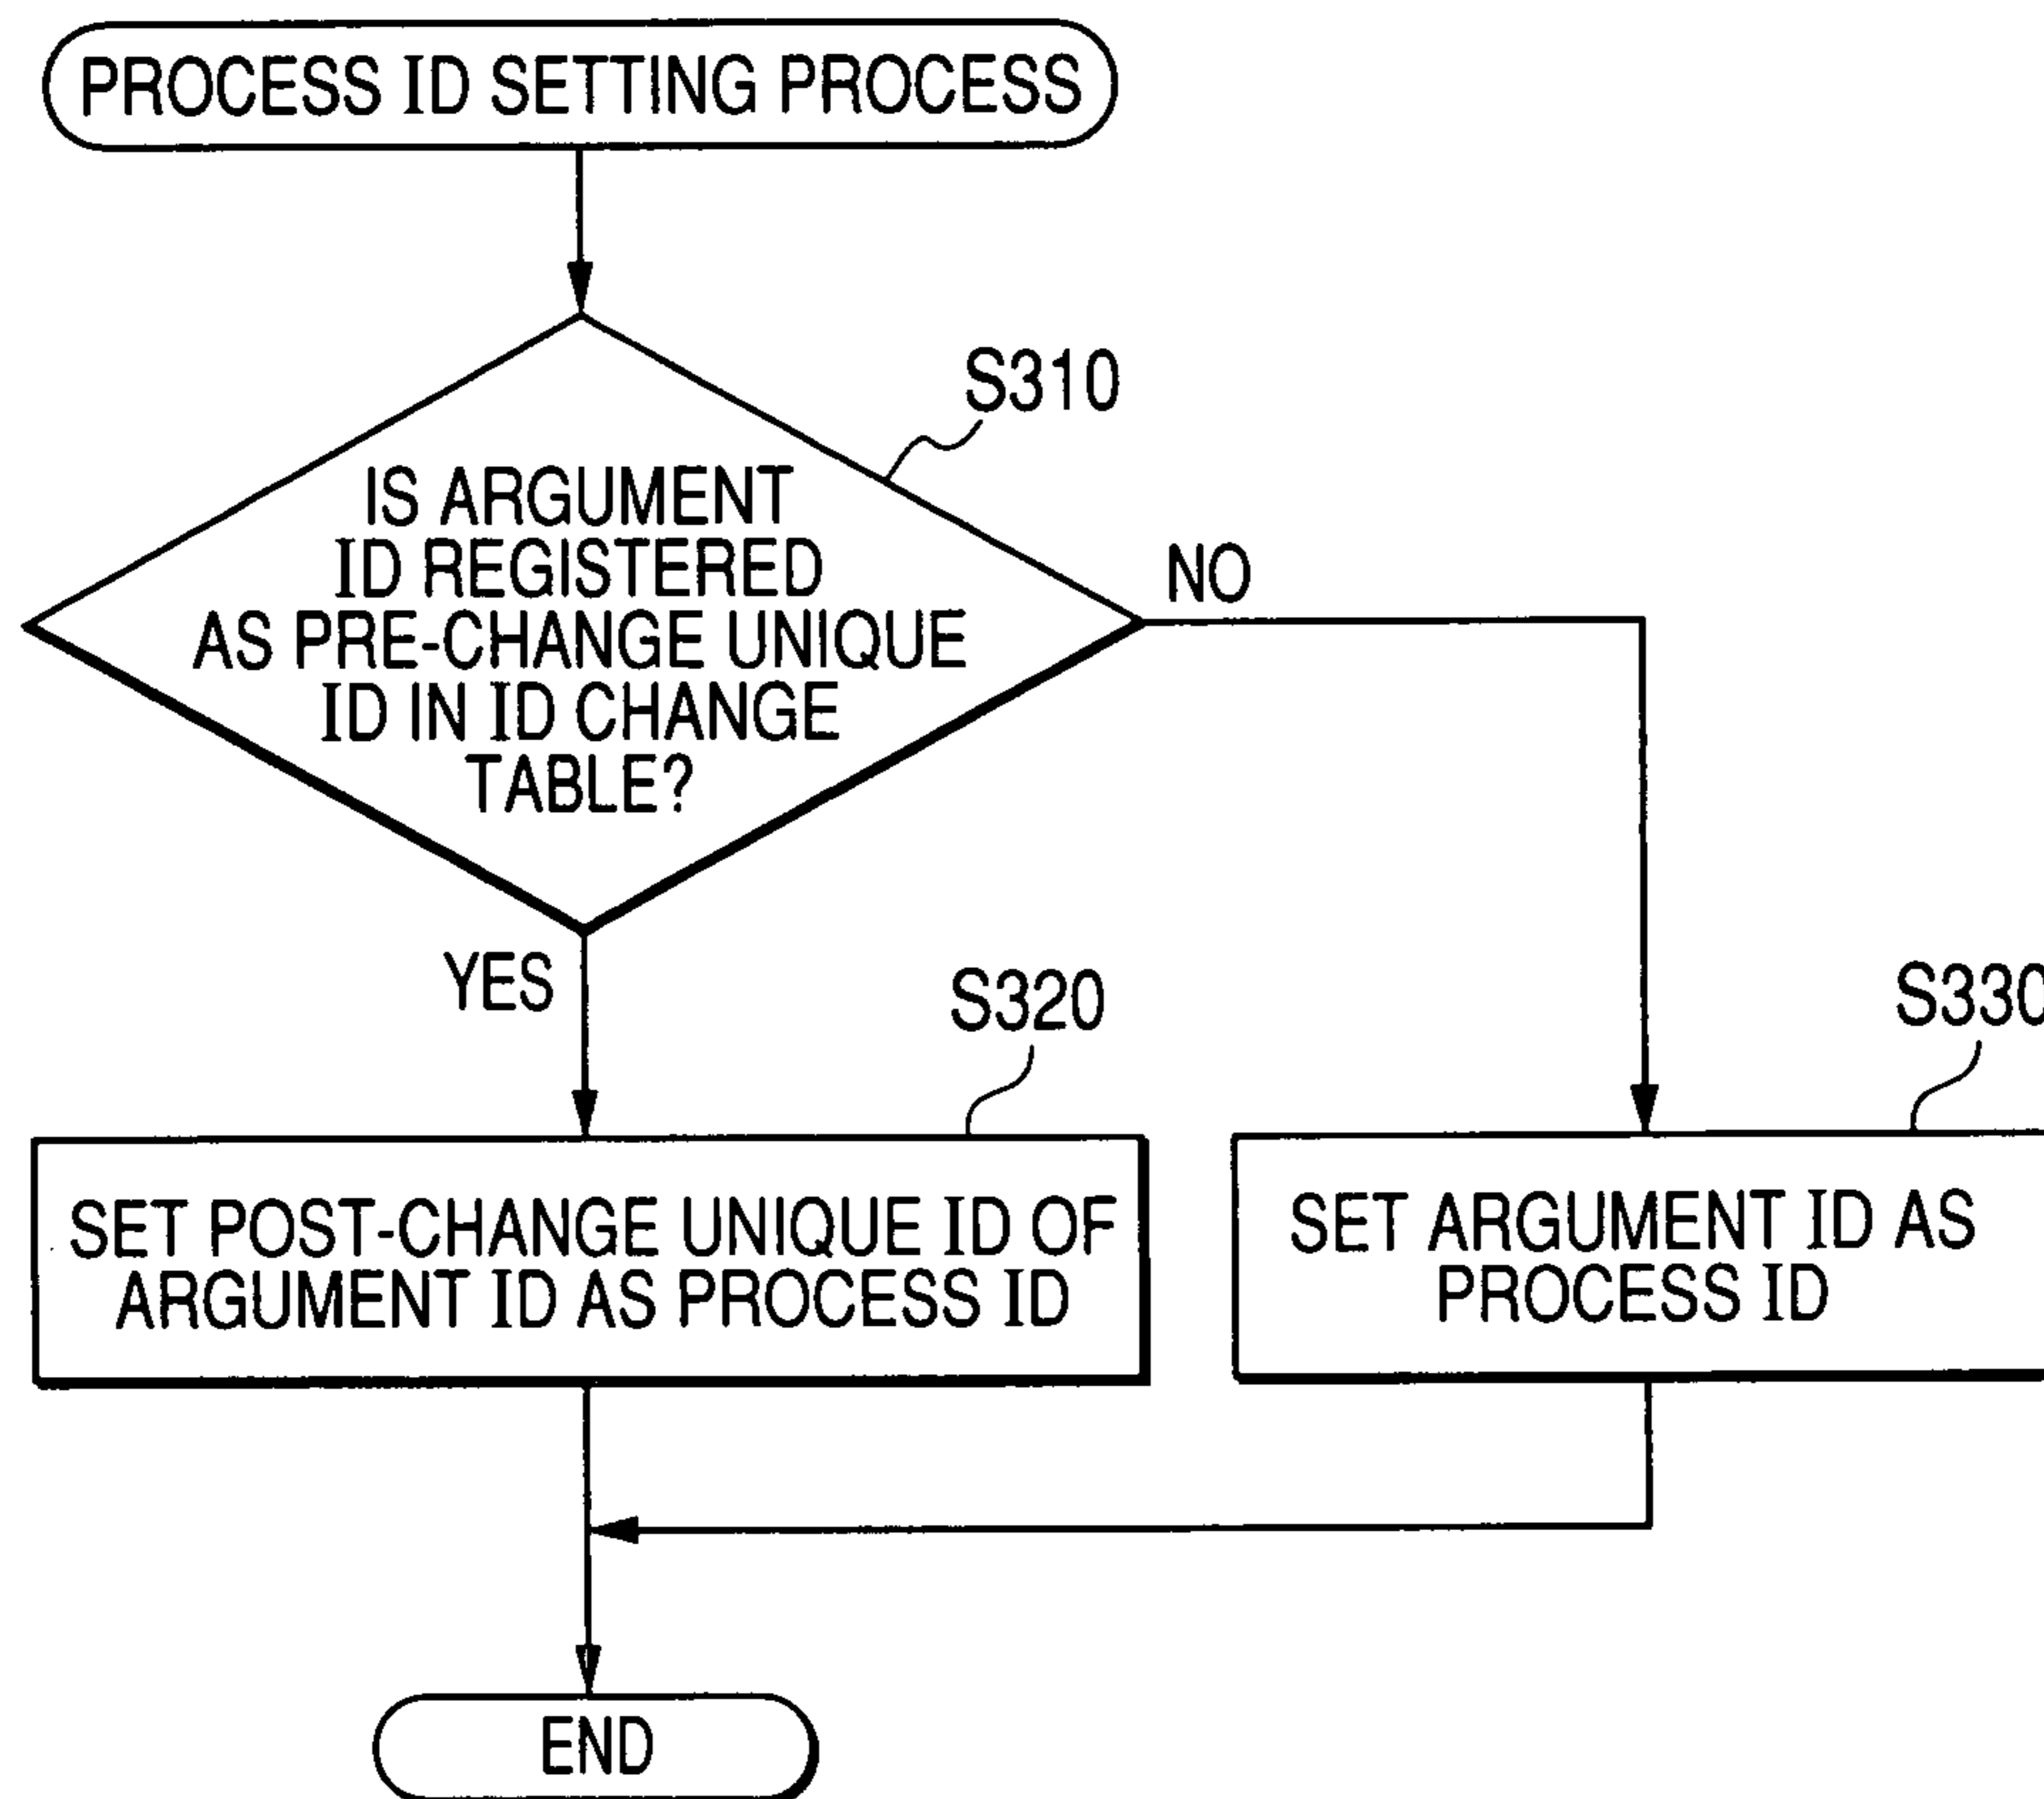 PROCESS ID SETTING PROCESS
S310
IS ARGUMENT
ID REGISTERED
AS PRE-CHANGE UNIQUE
ID IN ID CHANGE
TABLE?
NO
YES
S320
S330
SET POST-CHANGE UNIQUE ID OF
ARGUMENT ID AS PROCESS ID
SET ARGUMENT ID AS
PROCESS ID
END